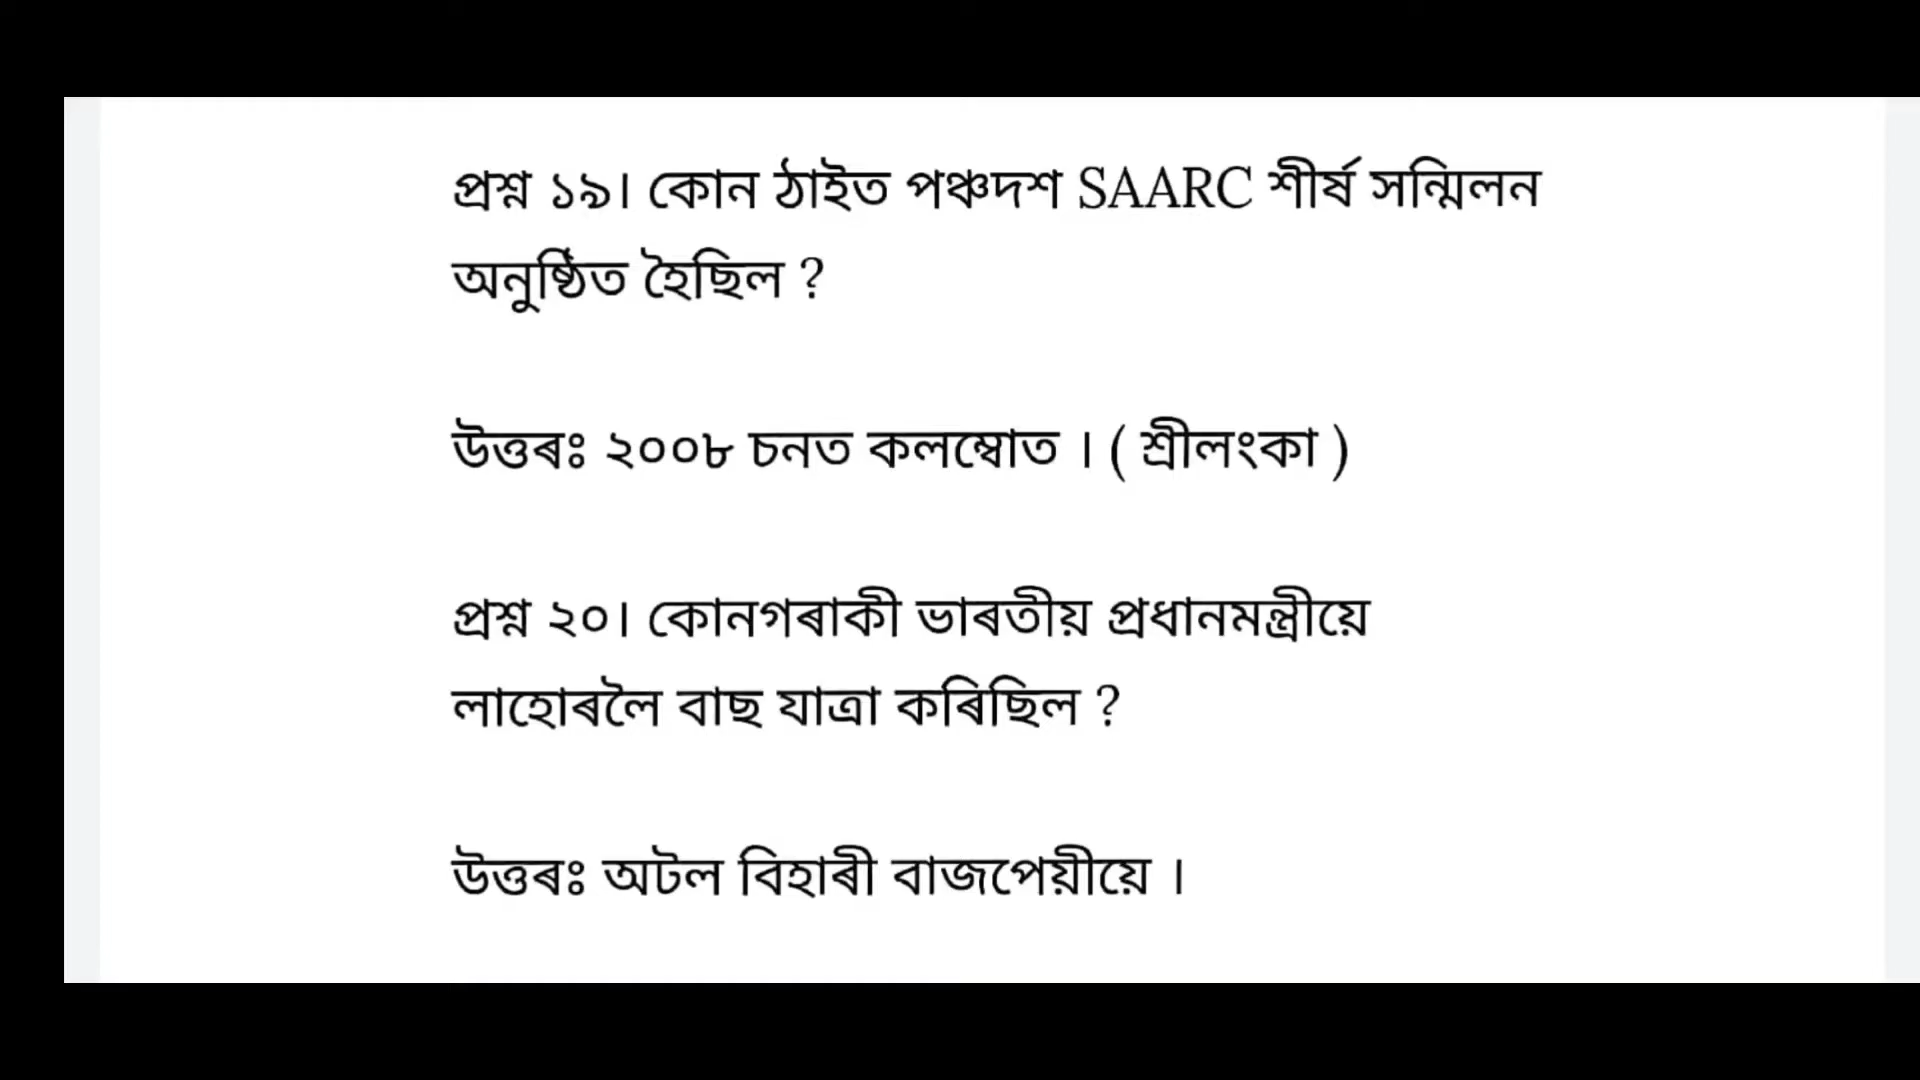 প্ৰশ্ন ১৯। কোন ঠাইত পঞ্চদশ SAARC শীৰ্ষ সন্মিলন
অনুষ্ঠিত হৈছিল ?
উত্তৰঃ ২০০৮ চনত কলম্বোত । ( শ্ৰীলংকা )
প্ৰশ্ন ২০। কোনগৰাকী ভাৰতীয় প্ৰধানমন্ত্ৰীয়ে
লাহোৰলৈ বাছ যাত্ৰা কৰিছিল ?
উত্তৰঃ অটল বিহাৰী বাজপেয়ীয়ে ।